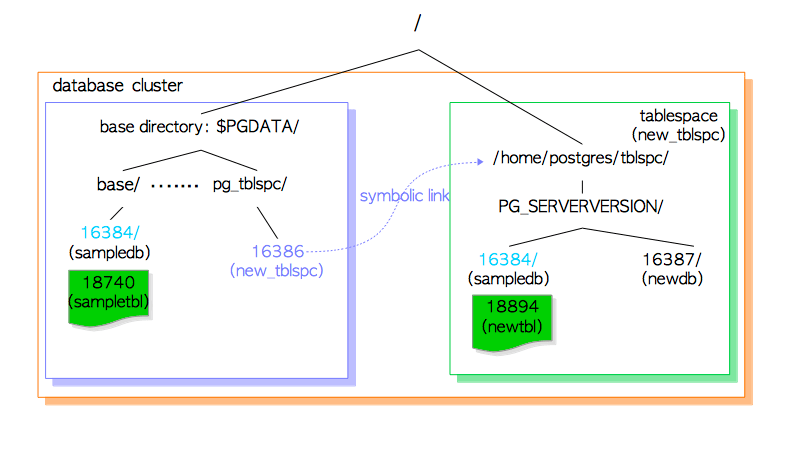 /
database cluster
base directory: $PGDATA/
base/ ....... pg_tblspc/
16384/
(sampledb)
18740
(sampletbl)
16386
(new_tblspc)
symbolic link
tablespace
(new_tblspc)
/home/postgres/tblspc/
PG_SERVERVERSION/
16384/
(sampledb)
18894
(newtbl)
16387/
(newdb)